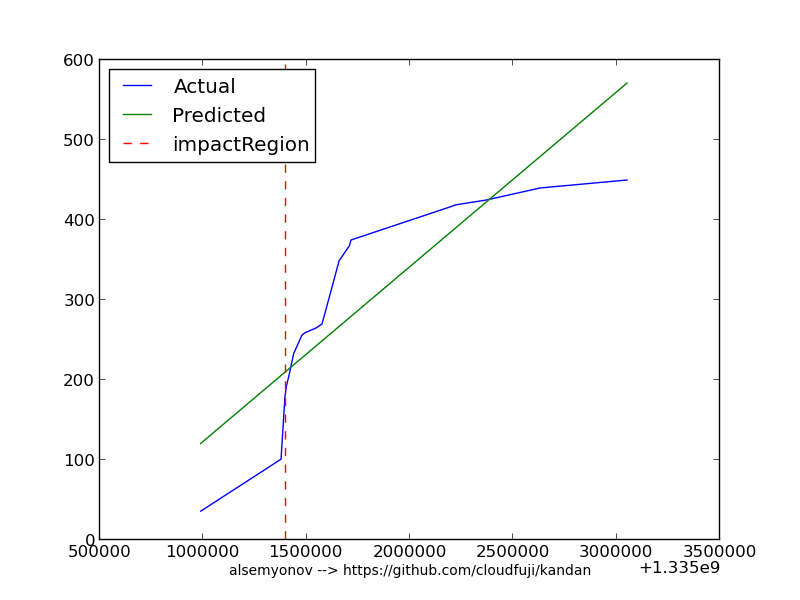 600
Actual
Predicted
impactRegion
500
400
300
200
100
0
500000 1000000 1500000 2000000 2500000 3000000 3500000
+1.335e9
alsemyonov --> https://github.com/cloudfuji/kandan